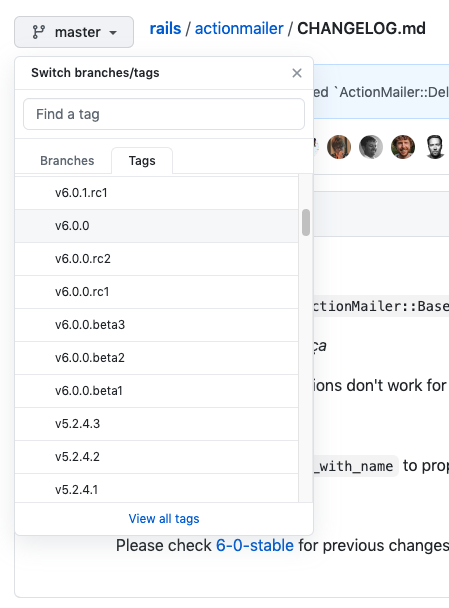 master
rails / actionmailer / CHANGELOG.md
Switch branches/tags
ed `ActionMailer::Del
Find a tag
Branches Tags
v6.0.1.rc1
v6.0.0
v6.0.0.rc2
v6.0.0.rc1
ctionMailer::Base
v6.0.0.beta3
ça
v6.0.0.beta2
ions don't work for
v6.0.0.beta1
v5.2.4.3
v5.2.4.2
_with_name to prop
v5.2.4.1
View all tags
Please check 6-0-stable for previous changes